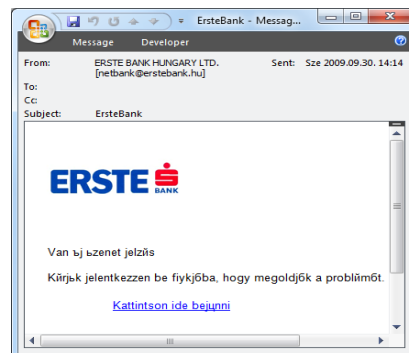 ErsteBank - Messag...
Message Developer
From: ERSTE BANK HUNGARY LTD. Sent: Sze 2009.09.30. 14:14
[netbank@erstebank.hu]
To:
Cc:
Subject: ErsteBank
ERSTE BANK
Van ъj ьzenet jelzйs
Kйrjьk jelentkezzen be fiykjбba, hogy megoldjбk a problйmбt.
Kattintson ide bejџnni